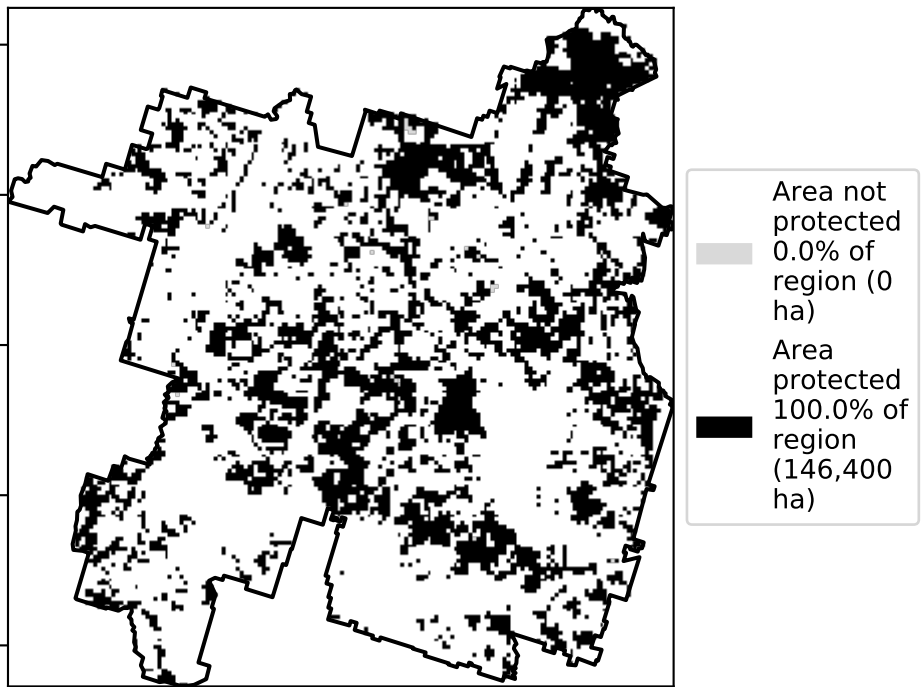 Area not
protected
0.0% of
region (0
ha)
Area
protected
100.0% of
region
(146,400
ha)